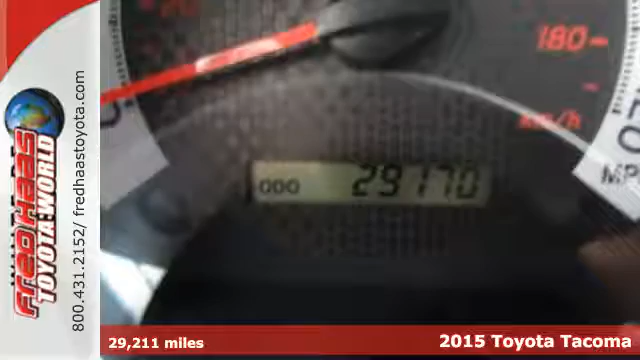 180
km/h
MP
ODO 29170
Fred Haas
TOYOTA WORLD
800.431.2152/ fredhaastoyota.com
29,211 miles
2015 Toyota Tacoma